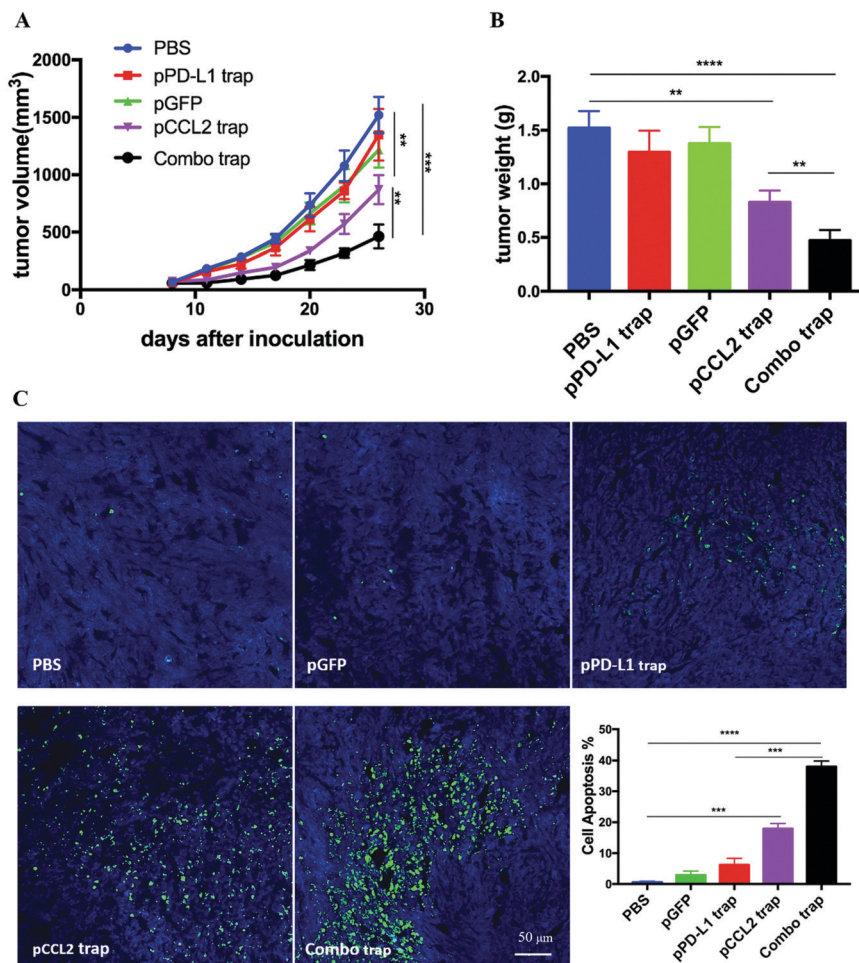 A
PBS
pPD-L1 trap
pGFP
pCCL2 trap
Combo trap
tumor volume(mm³)
2000
1500
1000
500
0
0
10
20
30
days after inoculation
**
***
**
B
tumor weight (g)
2.0
1.5
1.0
0.5
0.0
****
**
**
PBS
pPD-L1 trap
pGFP
pCCL2 trap
Combo trap
C
PBS
pGFP
pPD-L1 trap
pCCL2 trap
Combo trap
50 μm
Cell Apoptosis %
50
40
30
20
10
0
****
***
***
PBS
pGFP
pPD-L1 trap
pCCL2 trap
Combo trap